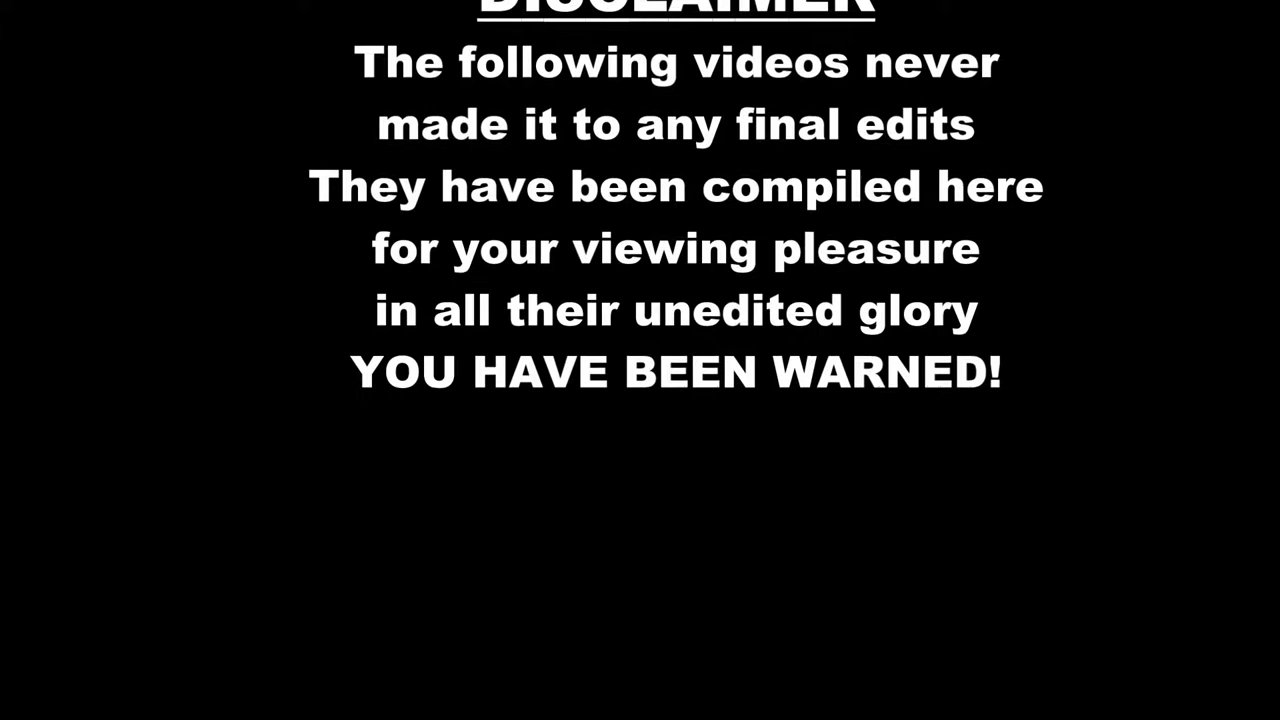 DISCLAIMER
The following videos never
made it to any final edits
They have been compiled here
for your viewing pleasure
in all their unedited glory
YOU HAVE BEEN WARNED!